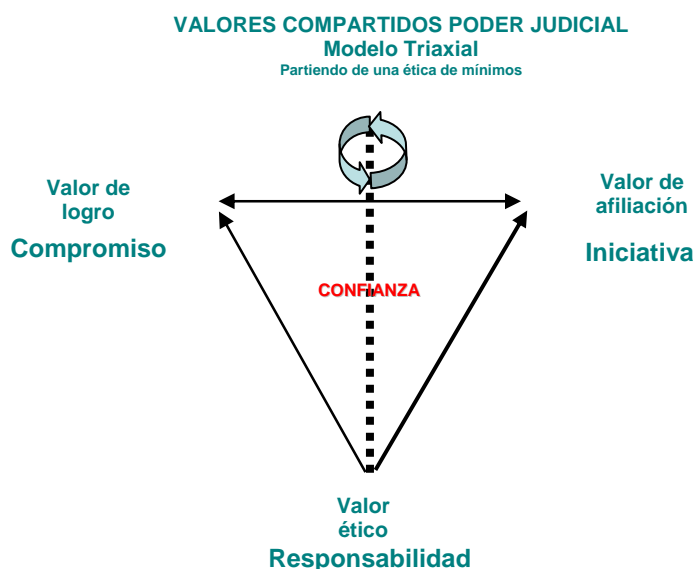 VALORES COMPARTIDOS PODER JUDICIAL
Modelo Triaxial
Partiendo de una ética de mínimos
Valor de
logro
Compromiso
Valor de
afiliación
Iniciativa
CONFIANZA
Valor
ético
Responsabilidad